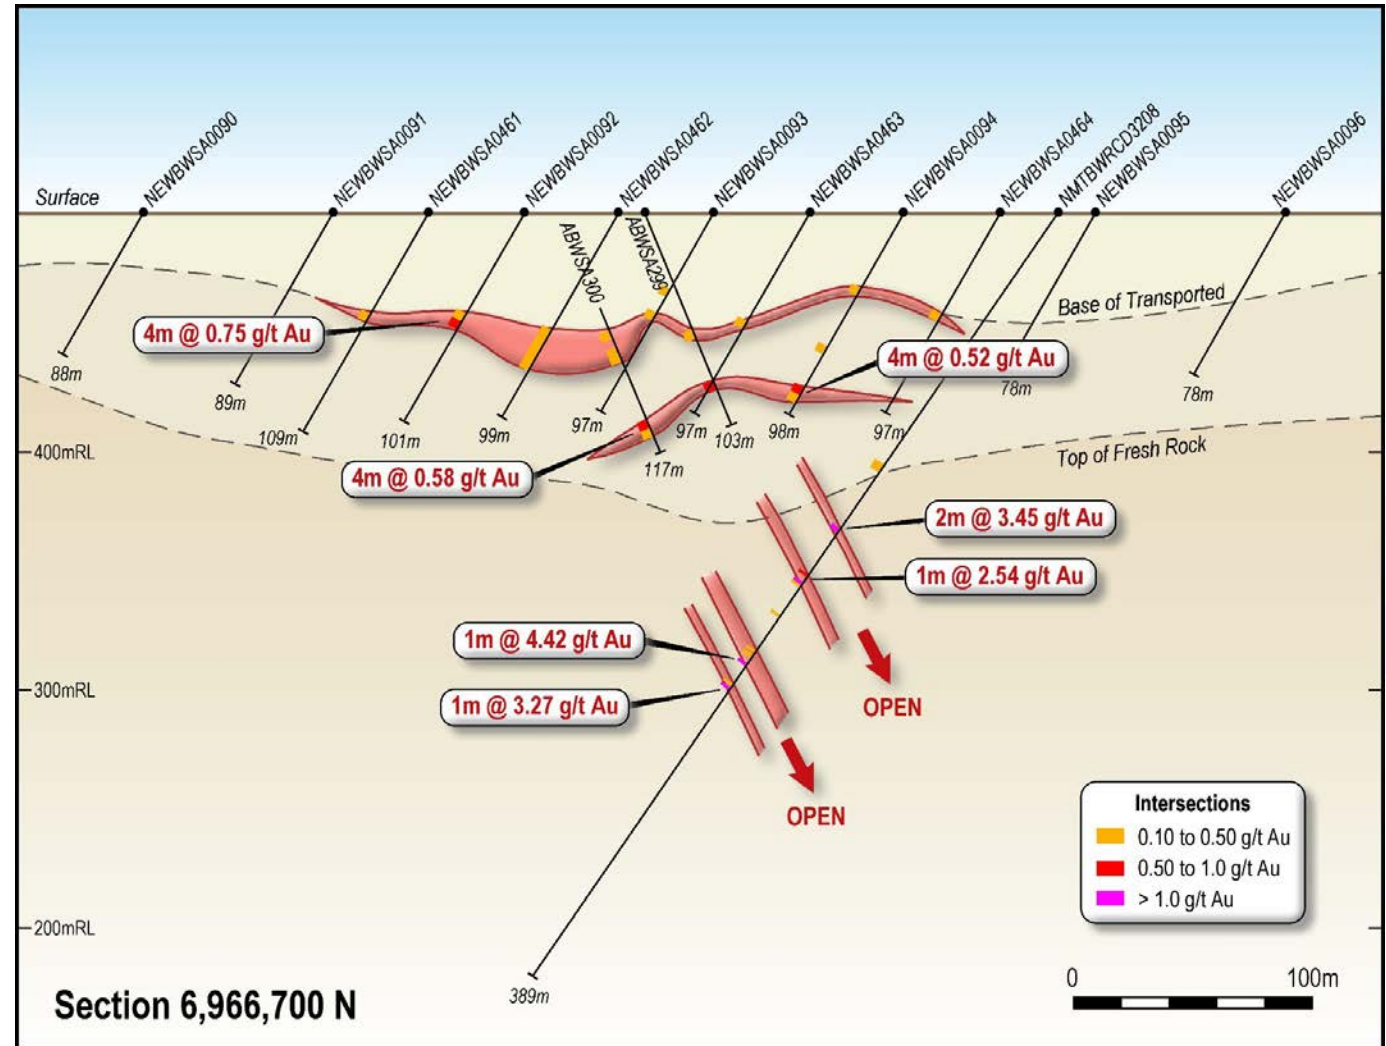 NEWBWSA0090
NEWBWSA0091
NEWBWSA0461
NEWBWSA0092
NEWBWSA0462
NEWBWSA0093
NEWBWSA0463
NEWBWSA0094
NEWBWSA0464
NMTBWRCD3208
NEWBWSA0095
NEWBWSA0096
Surface
ABWSA300
ABWSA299
Base of Transported
4m @ 0.75 g/t Au
4m @ 0.52 g/t Au
88m
89m
109m
101m
99m
97m
97m
103m
98m
97m
78m
78m
117m
400mRL
Top of Fresh Rock
4m @ 0.58 g/t Au
2m @ 3.45 g/t Au
1m @ 2.54 g/t Au
1m @ 4.42 g/t Au
1m @ 3.27 g/t Au
300mRL
OPEN
OPEN
Intersections
0.10 to 0.50 g/t Au
0.50 to 1.0 g/t Au
> 1.0 g/t Au
200mRL
389m
0 100m
Section 6,966,700 N